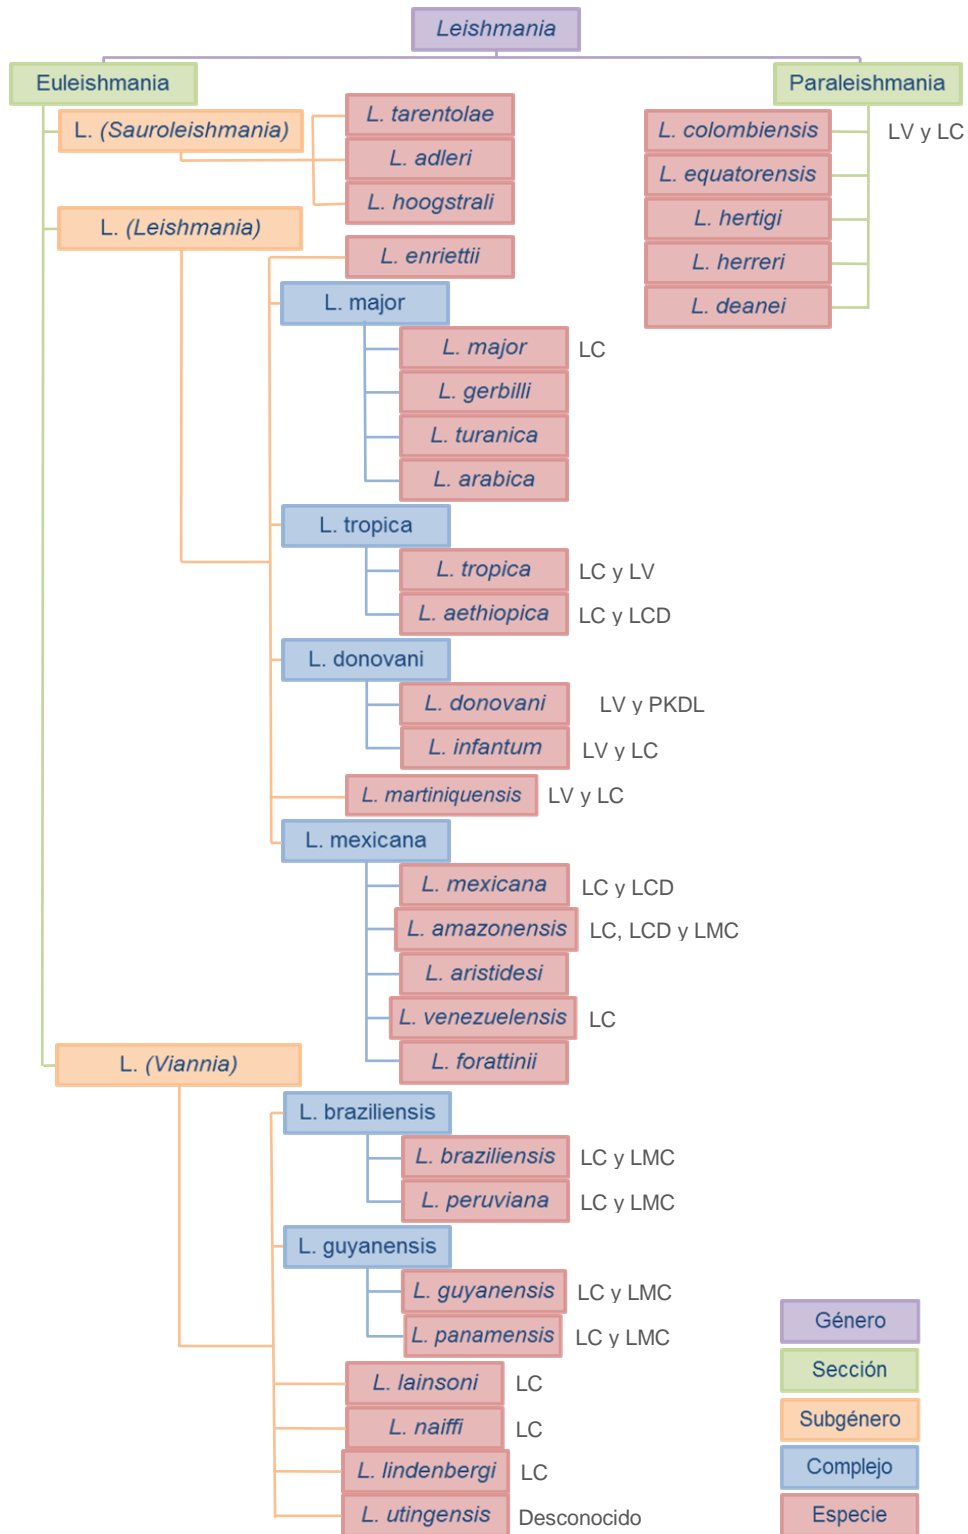 Leishmania
Euleishmania
Paraleishmania
L. (Sauroleishmania)
L. tarentolae
L. adleri
L. hoogstrali
L. colombiensis LV y LC
L. equatorensis
L. hertigi
L. herreri
L. deanei
L. (Leishmania)
L. enriettii
L. major
L. major LC
L. gerbilli
L. turanica
L. arabica
L. tropica
L. tropica LC y LV
L. aethiopica LC y LCD
L. donovani
L. donovani LV y PKDL
L. infantum LV y LC
L. martiniquensis LV y LC
L. mexicana
L. mexicana LC y LCD
L. amazonensis LC, LCD y LMC
L. aristidesi
L. venezuelensis LC
L. forattinii
L. (Viannia)
L. braziliensis
L. braziliensis LC y LMC
L. peruviana LC y LMC
L. guyanensis
L. guyanensis LC y LMC
L. panamensis LC y LMC
L. lainsoni LC
L. naiffi LC
L. lindenbergi LC
L. utingensis Desconocido
Género
Sección
Subgénero
Complejo
Especie